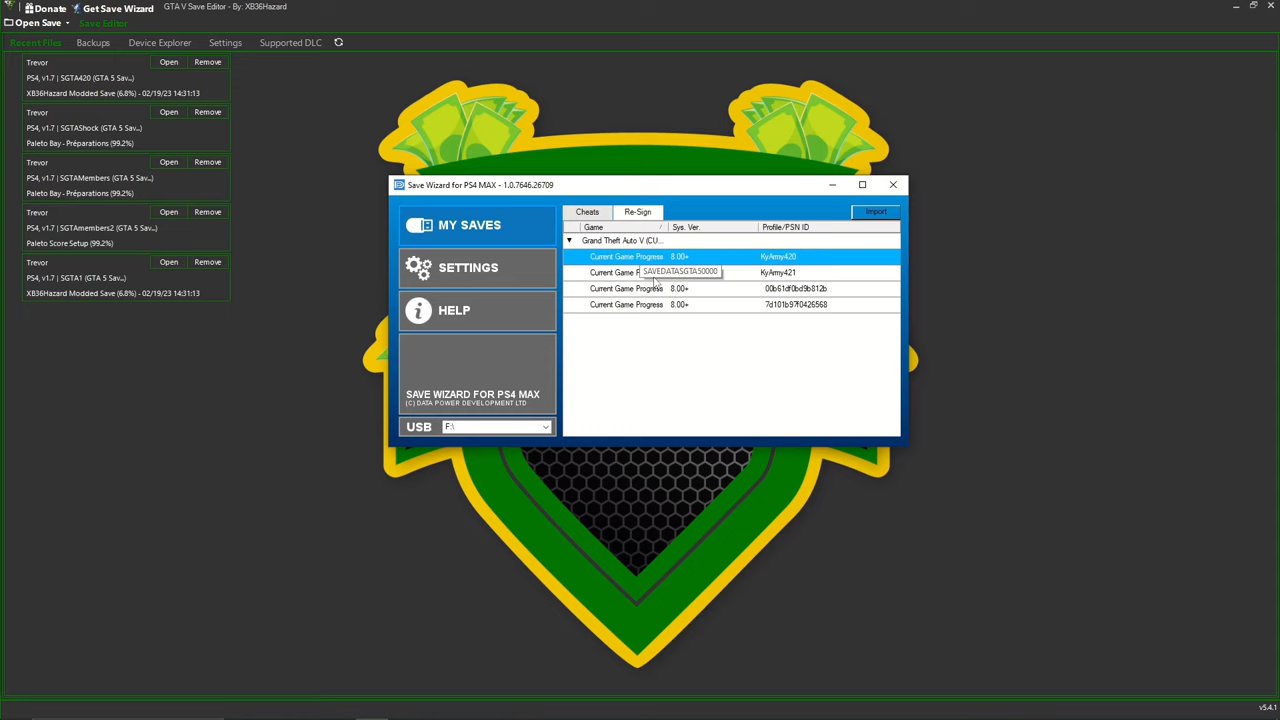 Donate Get Save Wizard GTA V Save Editor - By: XB36Hazard
Open Save Save Editor
Recent Files Backups Device Explorer Settings Supported DLC
Trevor Open Remove
PS4, v1.7 | SGTA420 (GTA 5 Sav...)
XB36Hazard Modded Save (6.8%) - 02/19/23 14:31:13
Trevor Open Remove
PS4, v1.7 | SGTAShock (GTA 5 Sav...)
Paleto Bay - Préparations (99.2%)
Trevor Open Remove
PS4, v1.7 | SGTAMembers (GTA 5 Sav...)
Paleto Bay - Préparations (99.2%)
Trevor Open Remove
PS4, v1.7 | SGTAmembers2 (GTA 5 Sav...)
Paleto Score Setup (99.2%)
Trevor Open Remove
PS4, v1.7 | SGTA1 (GTA 5 Sav...)
XB36Hazard Modded Save (6.8%) - 02/19/23 14:31:13
Save Wizard for PS4 MAX - 1.0.7646.26709
MY SAVES
SETTINGS
HELP
SAVE WIZARD FOR PS4 MAX
(C) DATA POWER DEVELOPMENT LTD
USB F:\
Cheats Re-Sign Import
Game Sys. Ver. Profile/PSN ID
Grand Theft Auto V (CU...
Current Game Progress 8.00+ KyArmy420
SAVEDATASGTA50000
Current Game P KyArmy421
Current Game Progress 8.00+ 00b61df0bd9b812b
Current Game Progress 8.00+ 7d101b97f0426568
v5.4.1